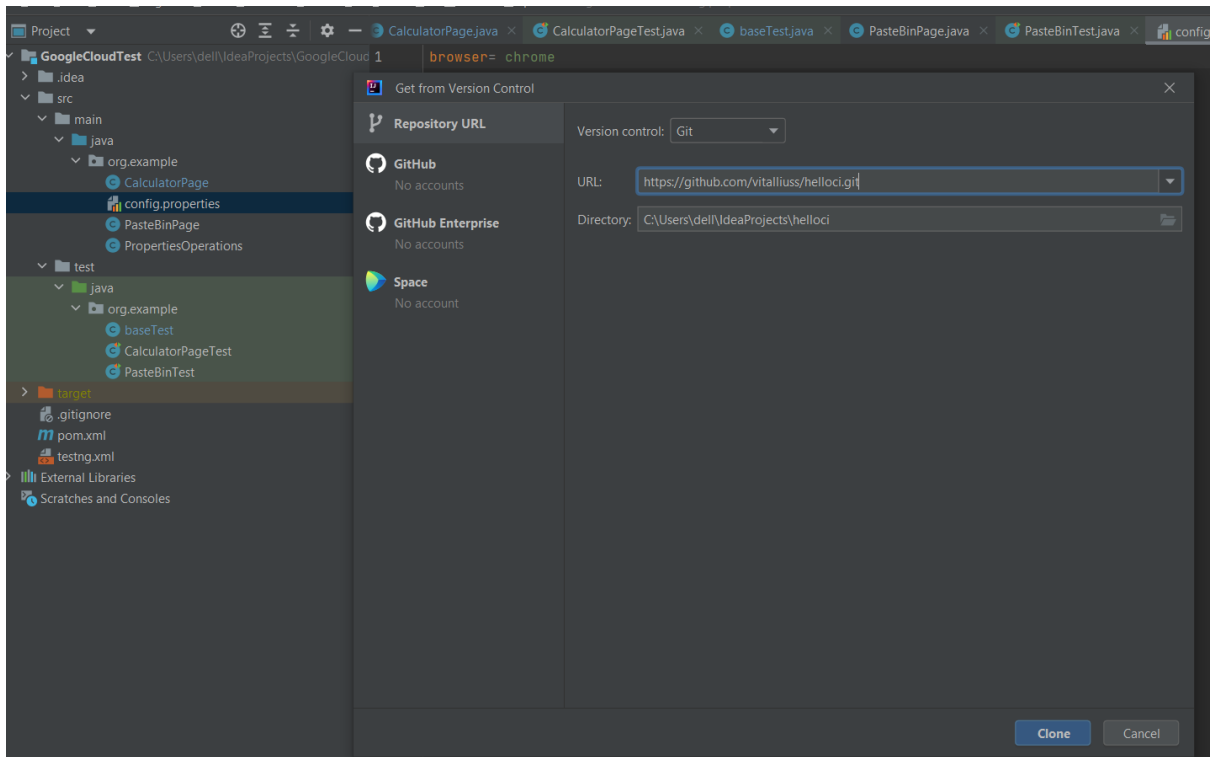 Project
CalculatorPage.java
CalculatorPageTest.java
baseTest.java
PasteBinPage.java
PasteBinTest.java
config
GoogleCloudTest C:\Users\dell\IdeaProjects\GoogleCloud
1 browser= chrome
.idea
src
main
java
org.example
CalculatorPage
config.properties
PasteBinPage
PropertiesOperations
test
java
org.example
baseTest
CalculatorPageTest
PasteBinTest
target
.gitignore
pom.xml
testng.xml
External Libraries
Scratches and Consoles
Get from Version Control
Repository URL
GitHub
No accounts
GitHub Enterprise
No accounts
Space
No account
Version control: Git
URL: https://github.com/vitalliuss/helloci.git
Directory: C:\Users\dell\IdeaProjects\helloci
Clone
Cancel